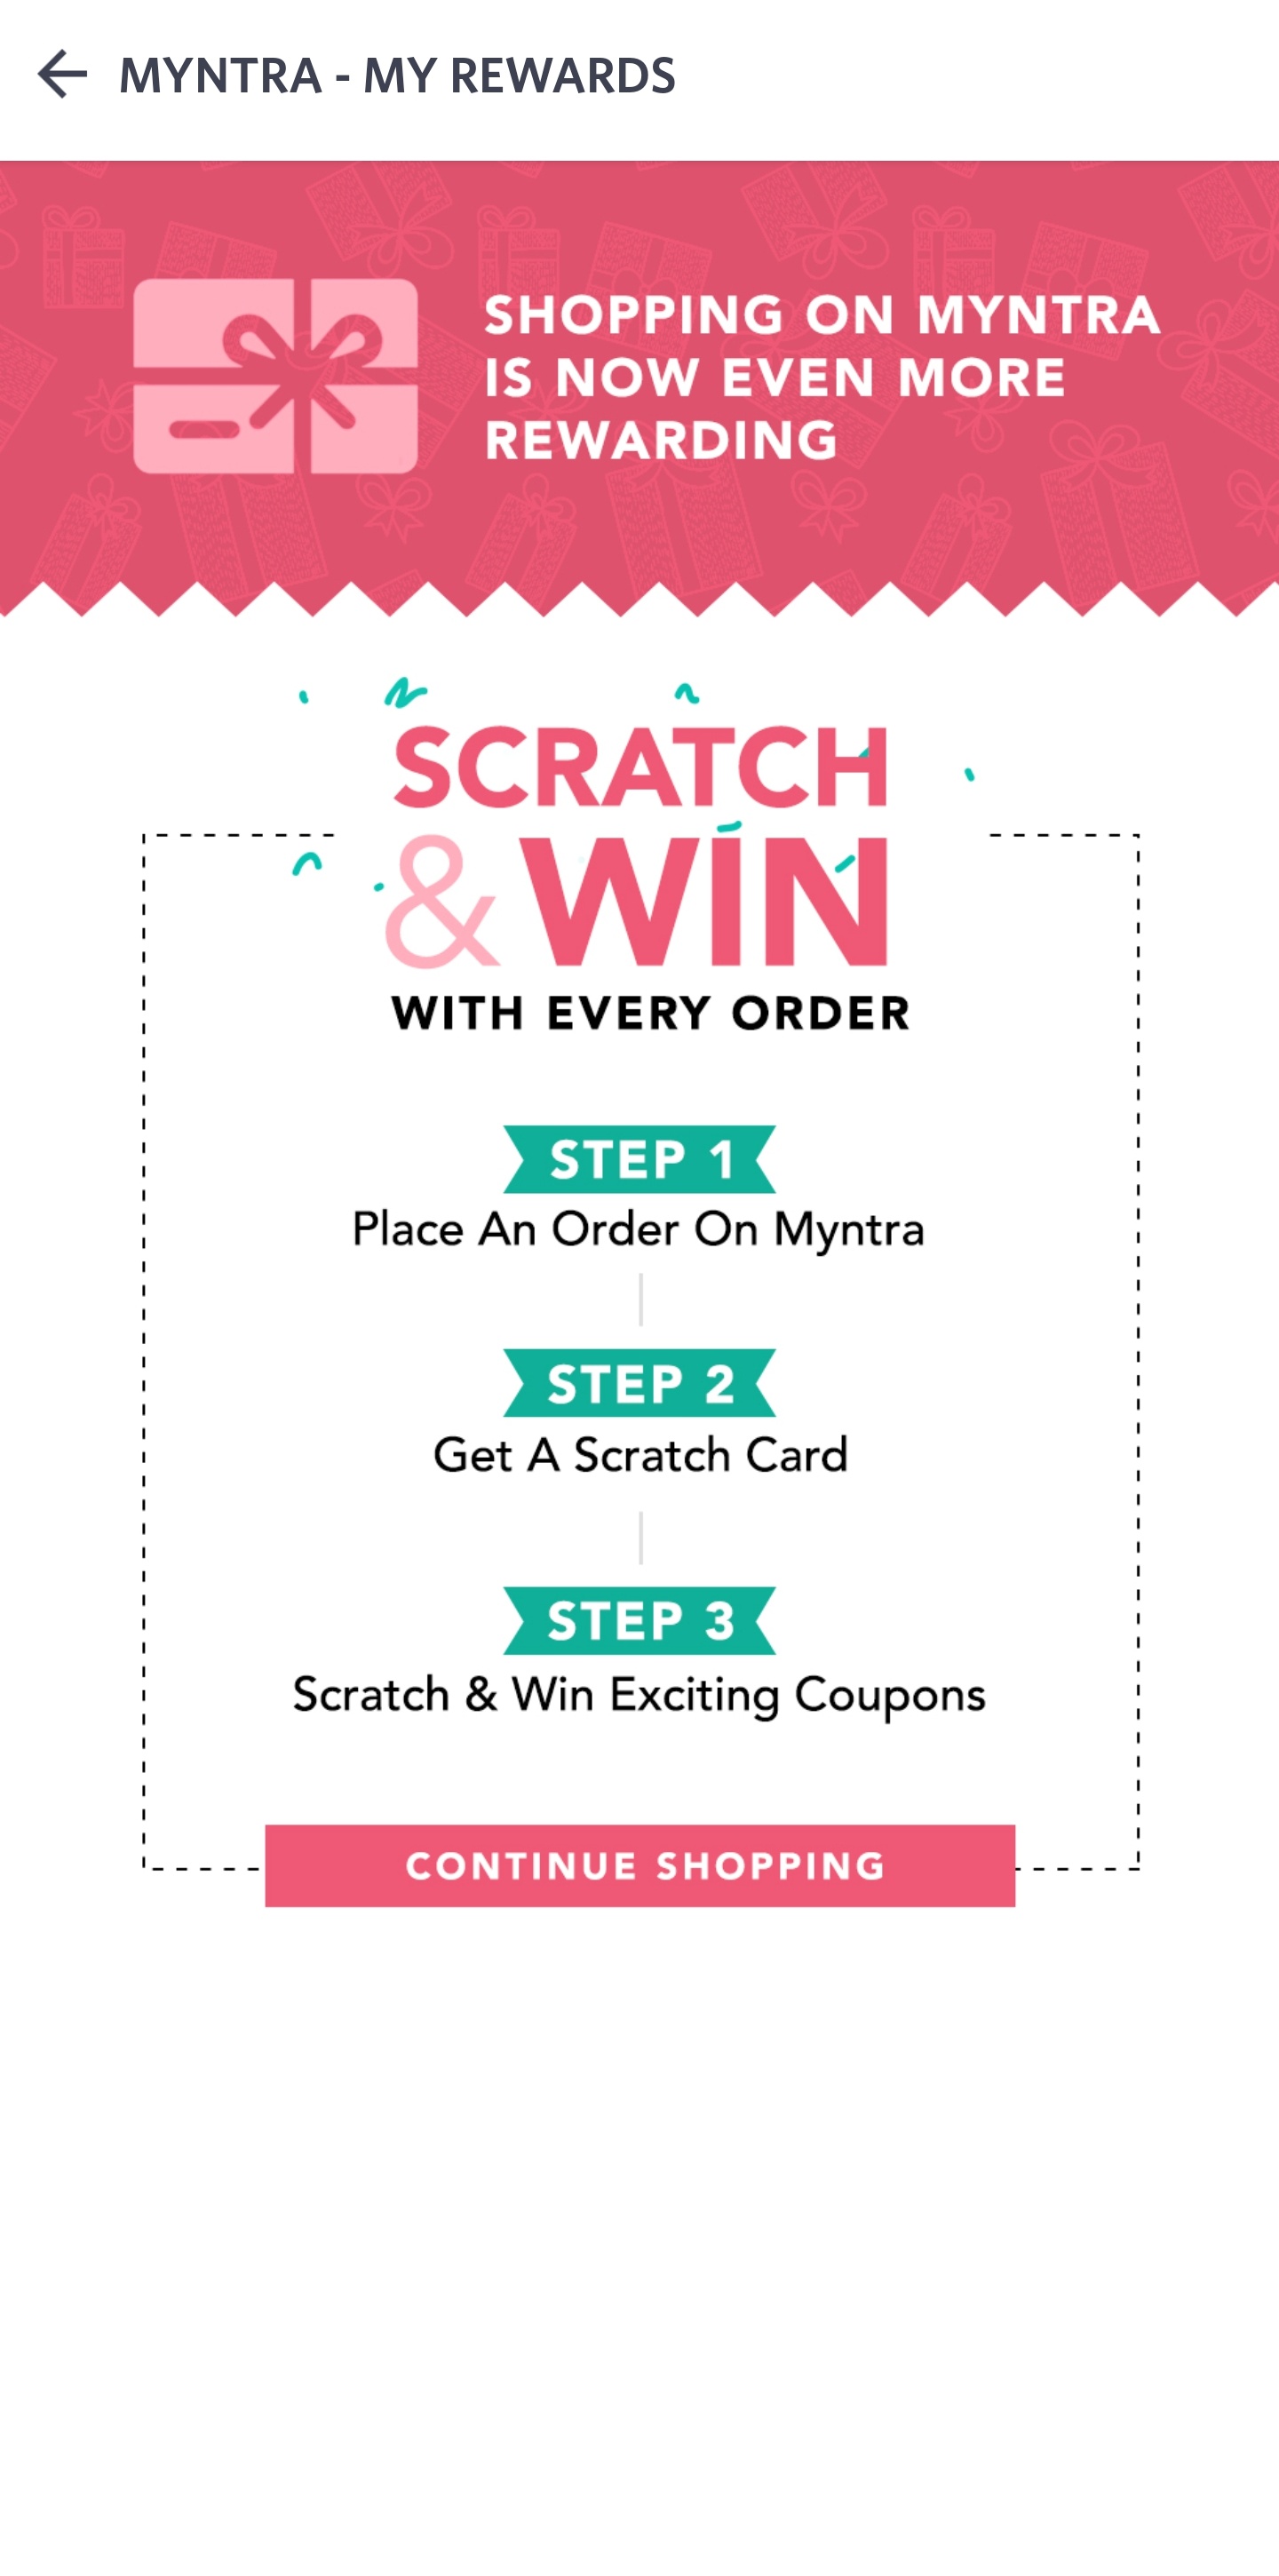 MYNTRA - MY REWARDS
SHOPPING ON MYNTRA
IS NOW EVEN MORE
REWARDING
SCRATCH
& WIN
WITH EVERY ORDER
STEP 1
Place An Order On Myntra
STEP 2
Get A Scratch Card
STEP 3
Scratch & Win Exciting Coupons
CONTINUE SHOPPING